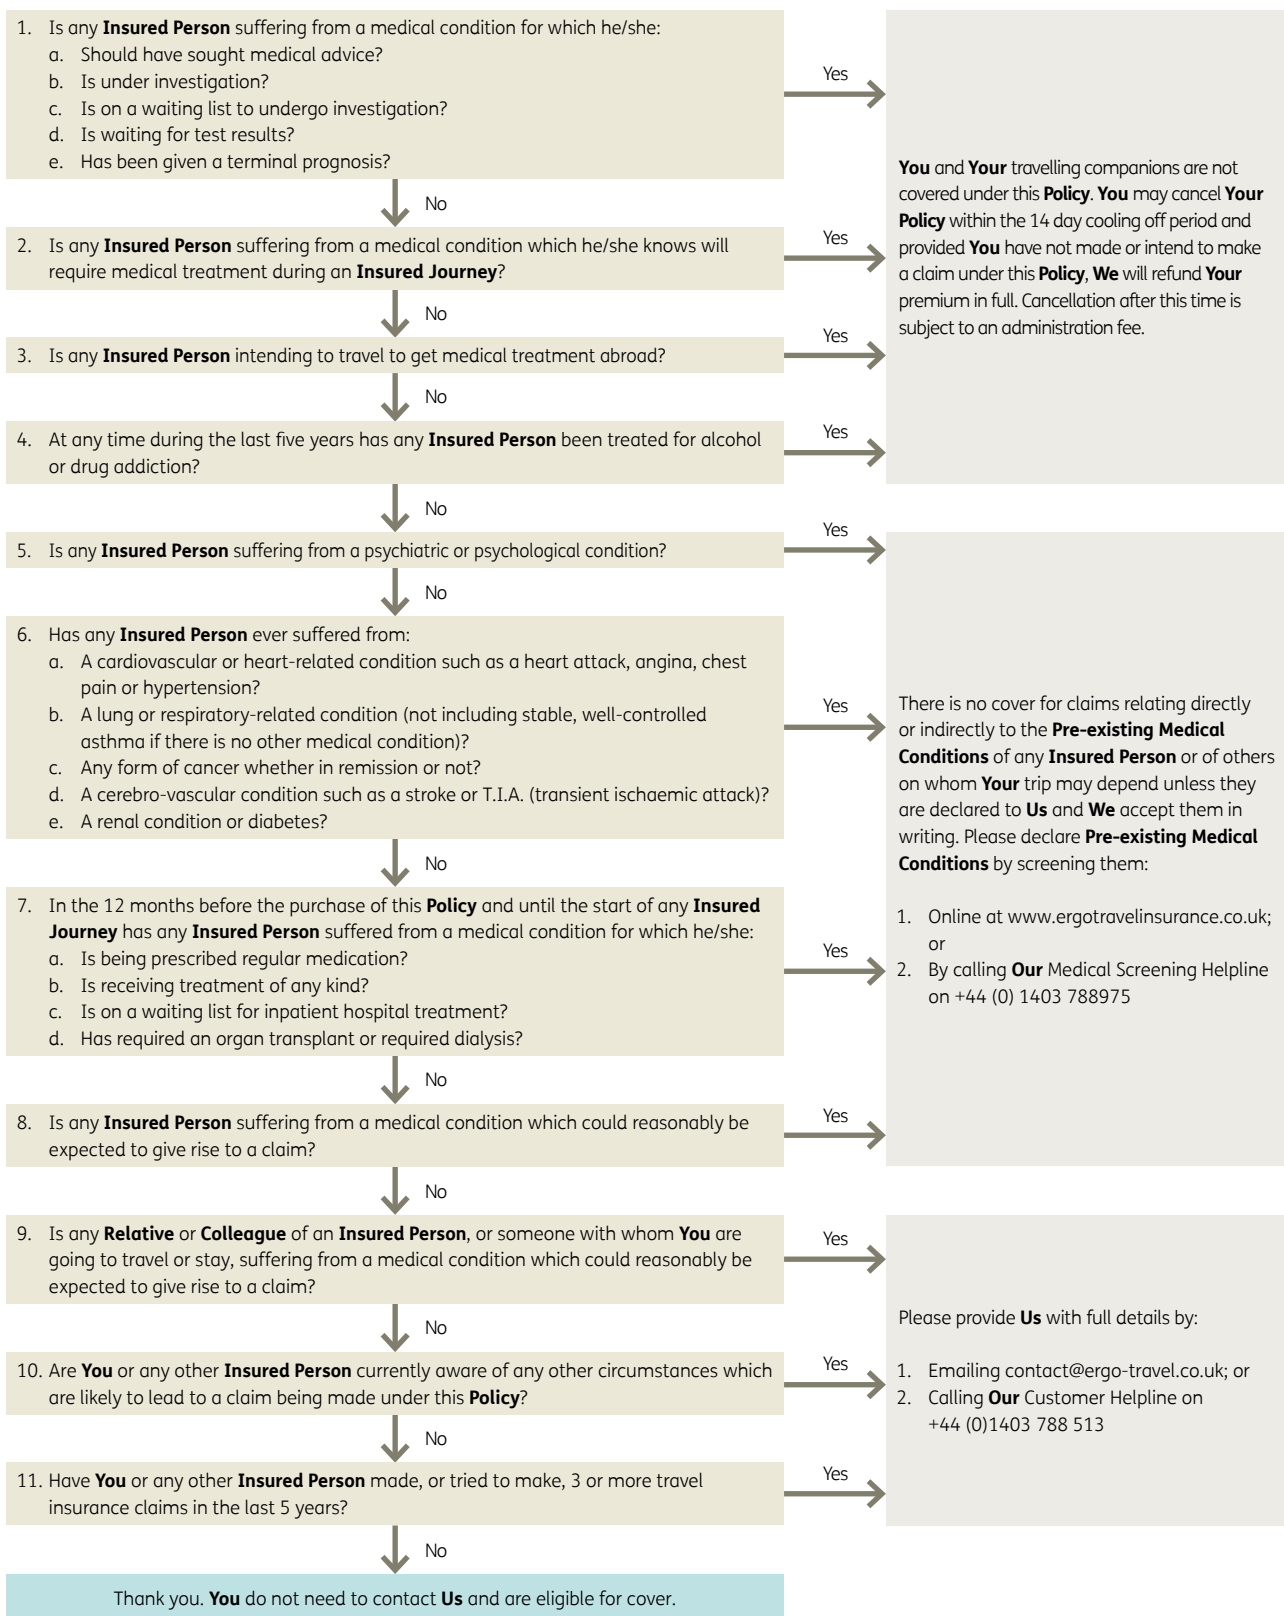 1. Is any Insured Person suffering from a medical condition for which he/she:
a. Should have sought medical advice?
b. Is under investigation?
c. Is on a waiting list to undergo investigation?
d. Is waiting for test results?
e. Has been given a terminal prognosis?
Yes
No
2. Is any Insured Person suffering from a medical condition which he/she knows will
require medical treatment during an Insured Journey?
Yes
No
3. Is any Insured Person intending to travel to get medical treatment abroad?
Yes
No
4. At any time during the last five years has any Insured Person been treated for alcohol
or drug addiction?
Yes
You and Your travelling companions are not
covered under this Policy. You may cancel Your
Policy within the 14 day cooling off period and
provided You have not made or intend to make
a claim under this Policy, We will refund Your
premium in full. Cancellation after this time is
subject to an administration fee.
No
5. Is any Insured Person suffering from a psychiatric or psychological condition?
Yes
No
6. Has any Insured Person ever suffered from:
a. A cardiovascular or heart-related condition such as a heart attack, angina, chest
pain or hypertension?
b. A lung or respiratory-related condition (not including stable, well-controlled
asthma if there is no other medical condition)?
c. Any form of cancer whether in remission or not?
d. A cerebro-vascular condition such as a stroke or T.I.A. (transient ischaemic attack)?
e. A renal condition or diabetes?
Yes
No
7. In the 12 months before the purchase of this Policy and until the start of any Insured
Journey has any Insured Person suffered from a medical condition for which he/she:
a. Is being prescribed regular medication?
b. Is receiving treatment of any kind?
c. Is on a waiting list for inpatient hospital treatment?
d. Has required an organ transplant or required dialysis?
Yes
No
8. Is any Insured Person suffering from a medical condition which could reasonably be
expected to give rise to a claim?
Yes
There is no cover for claims relating directly
or indirectly to the Pre-existing Medical
Conditions of any Insured Person or of others
on whom Your trip may depend unless they
are declared to Us and We accept them in
writing. Please declare Pre-existing Medical
Conditions by screening them:
1. Online at www.ergotravelinsurance.co.uk;
or
2. By calling Our Medical Screening Helpline
on +44 (0) 1403 788975
No
9. Is any Relative or Colleague of an Insured Person, or someone with whom You are
going to travel or stay, suffering from a medical condition which could reasonably be
expected to give rise to a claim?
Yes
No
10. Are You or any other Insured Person currently aware of any other circumstances which
are likely to lead to a claim being made under this Policy?
Yes
No
11. Have You or any other Insured Person made, or tried to make, 3 or more travel
insurance claims in the last 5 years?
Yes
Please provide Us with full details by:
1. Emailing contact@ergo-travel.co.uk; or
2. Calling Our Customer Helpline on
+44 (0)1403 788 513
No
Thank you. You do not need to contact Us and are eligible for cover.